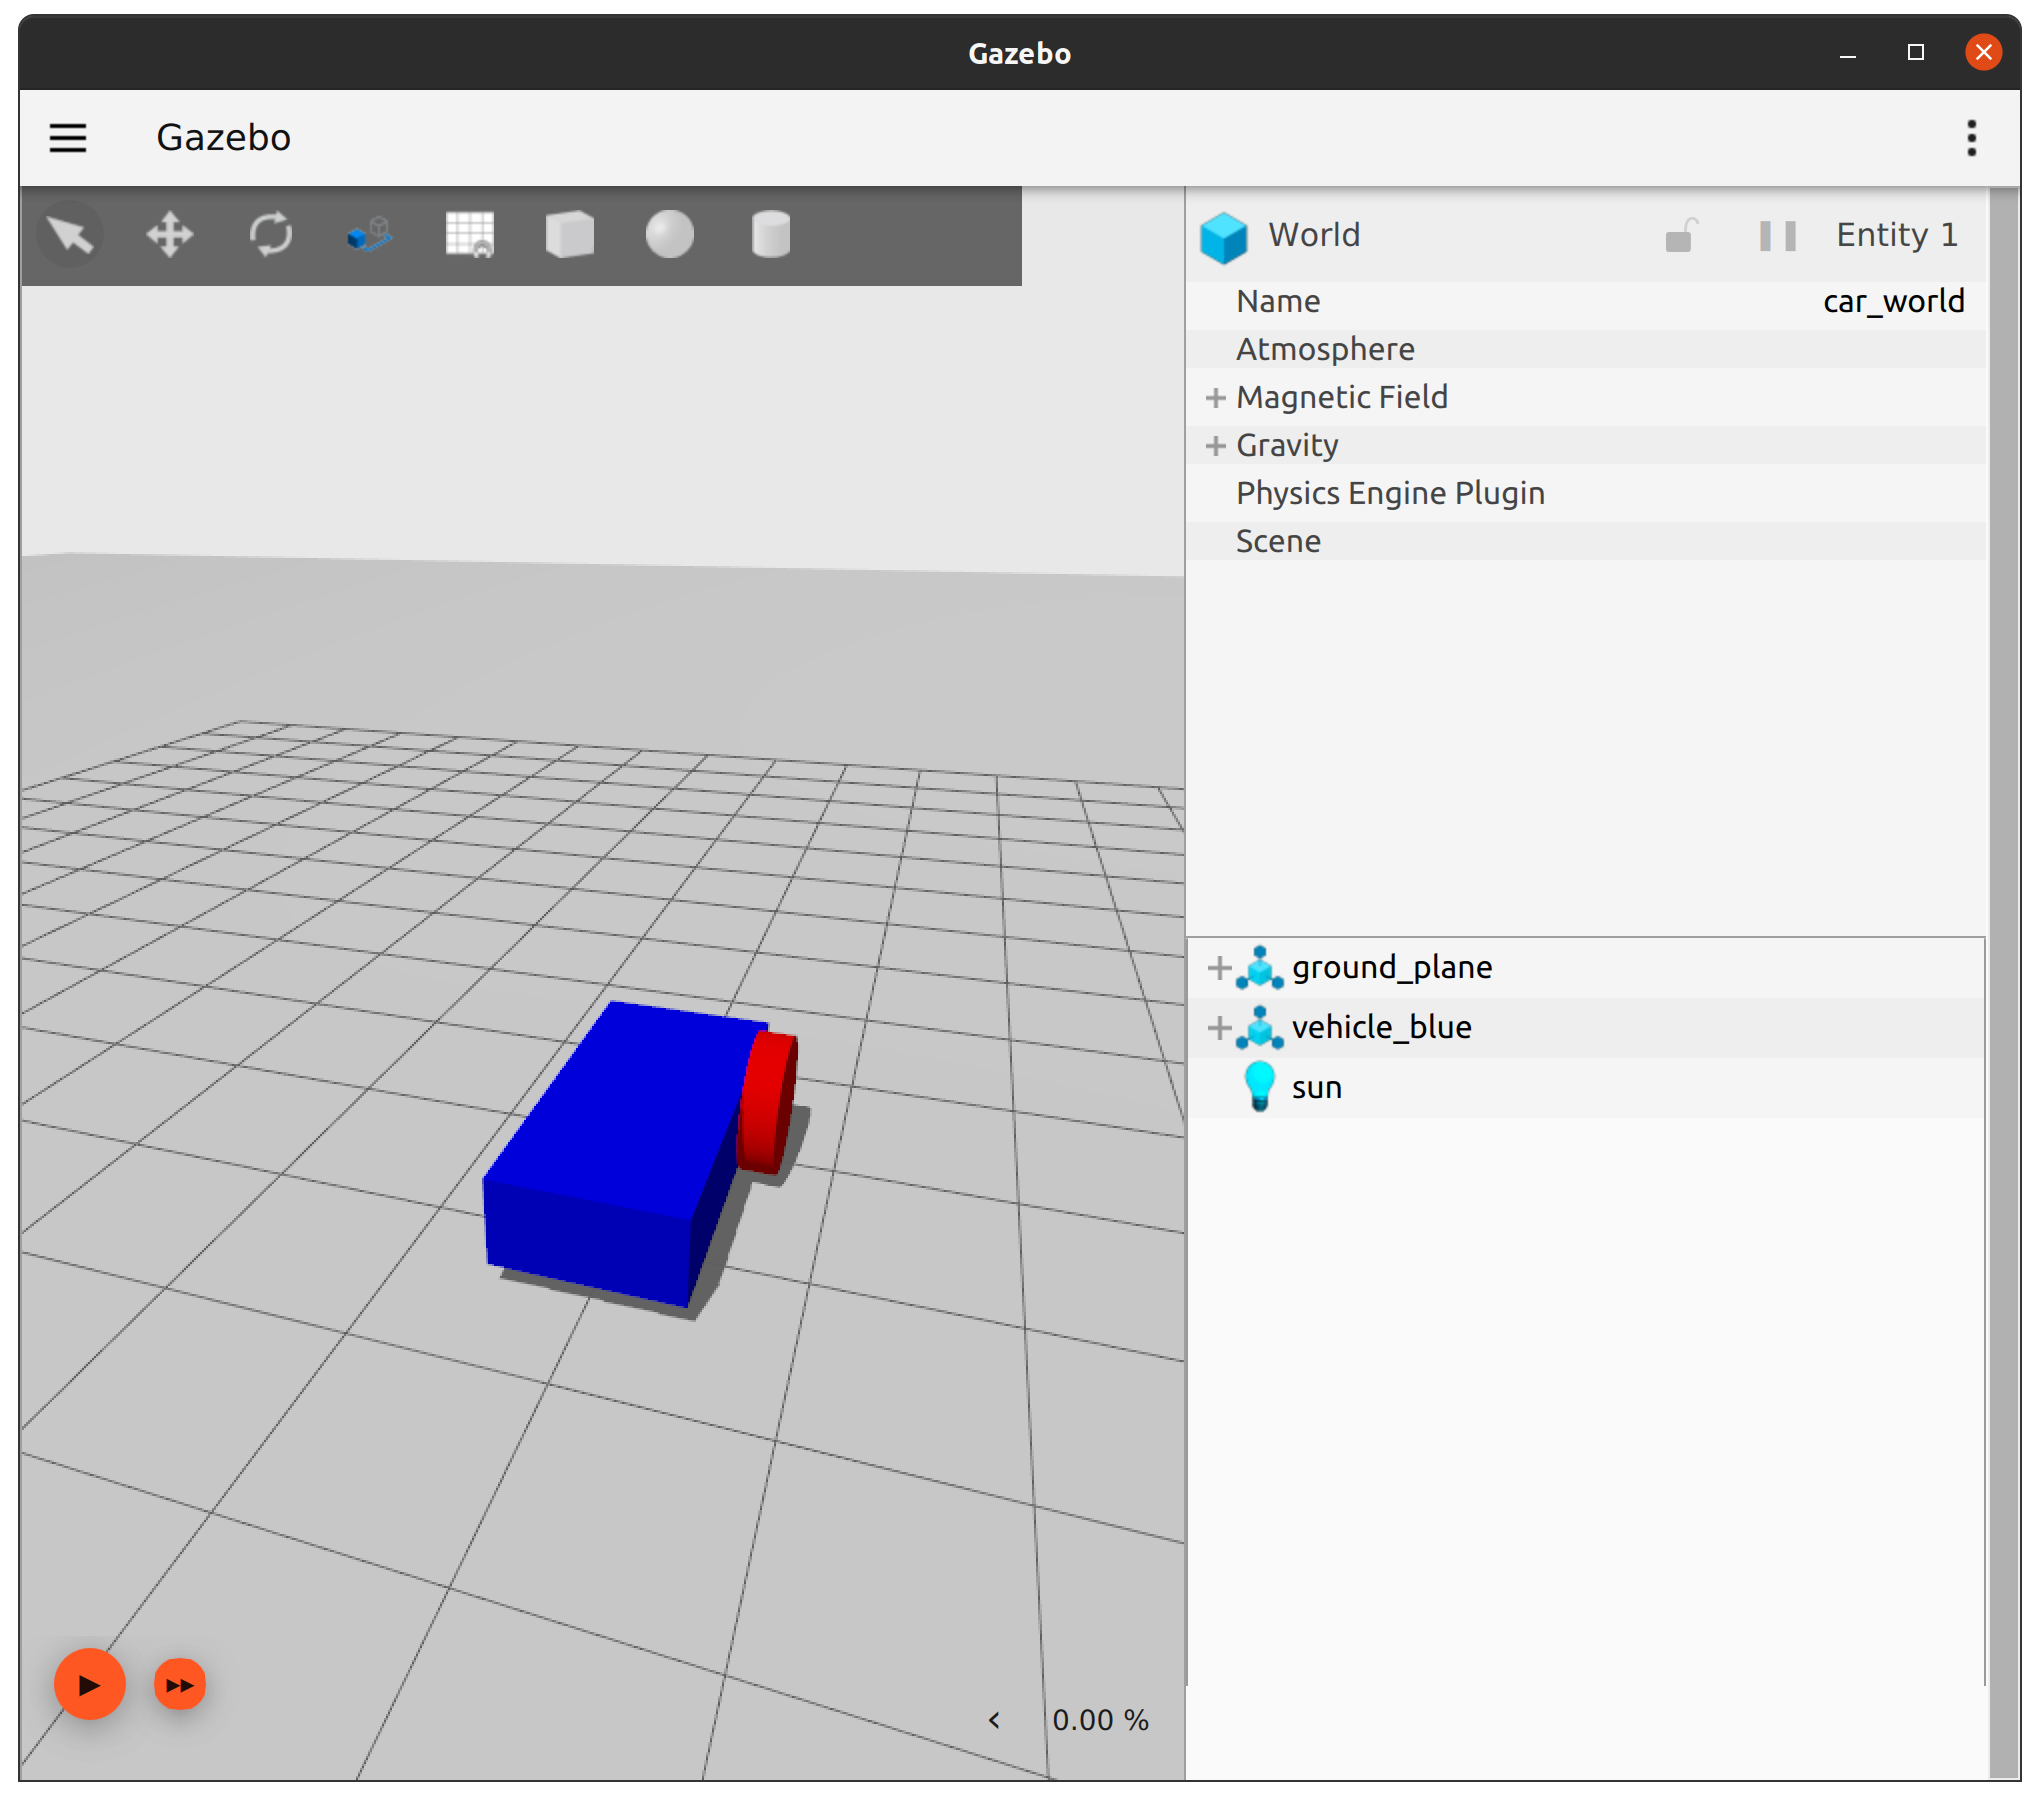 Gazebo
Gazebo
World Entity 1
Name car_world
Atmosphere
Magnetic Field
Gravity
Physics Engine Plugin
Scene
ground_plane
vehicle_blue
sun
0.00 %